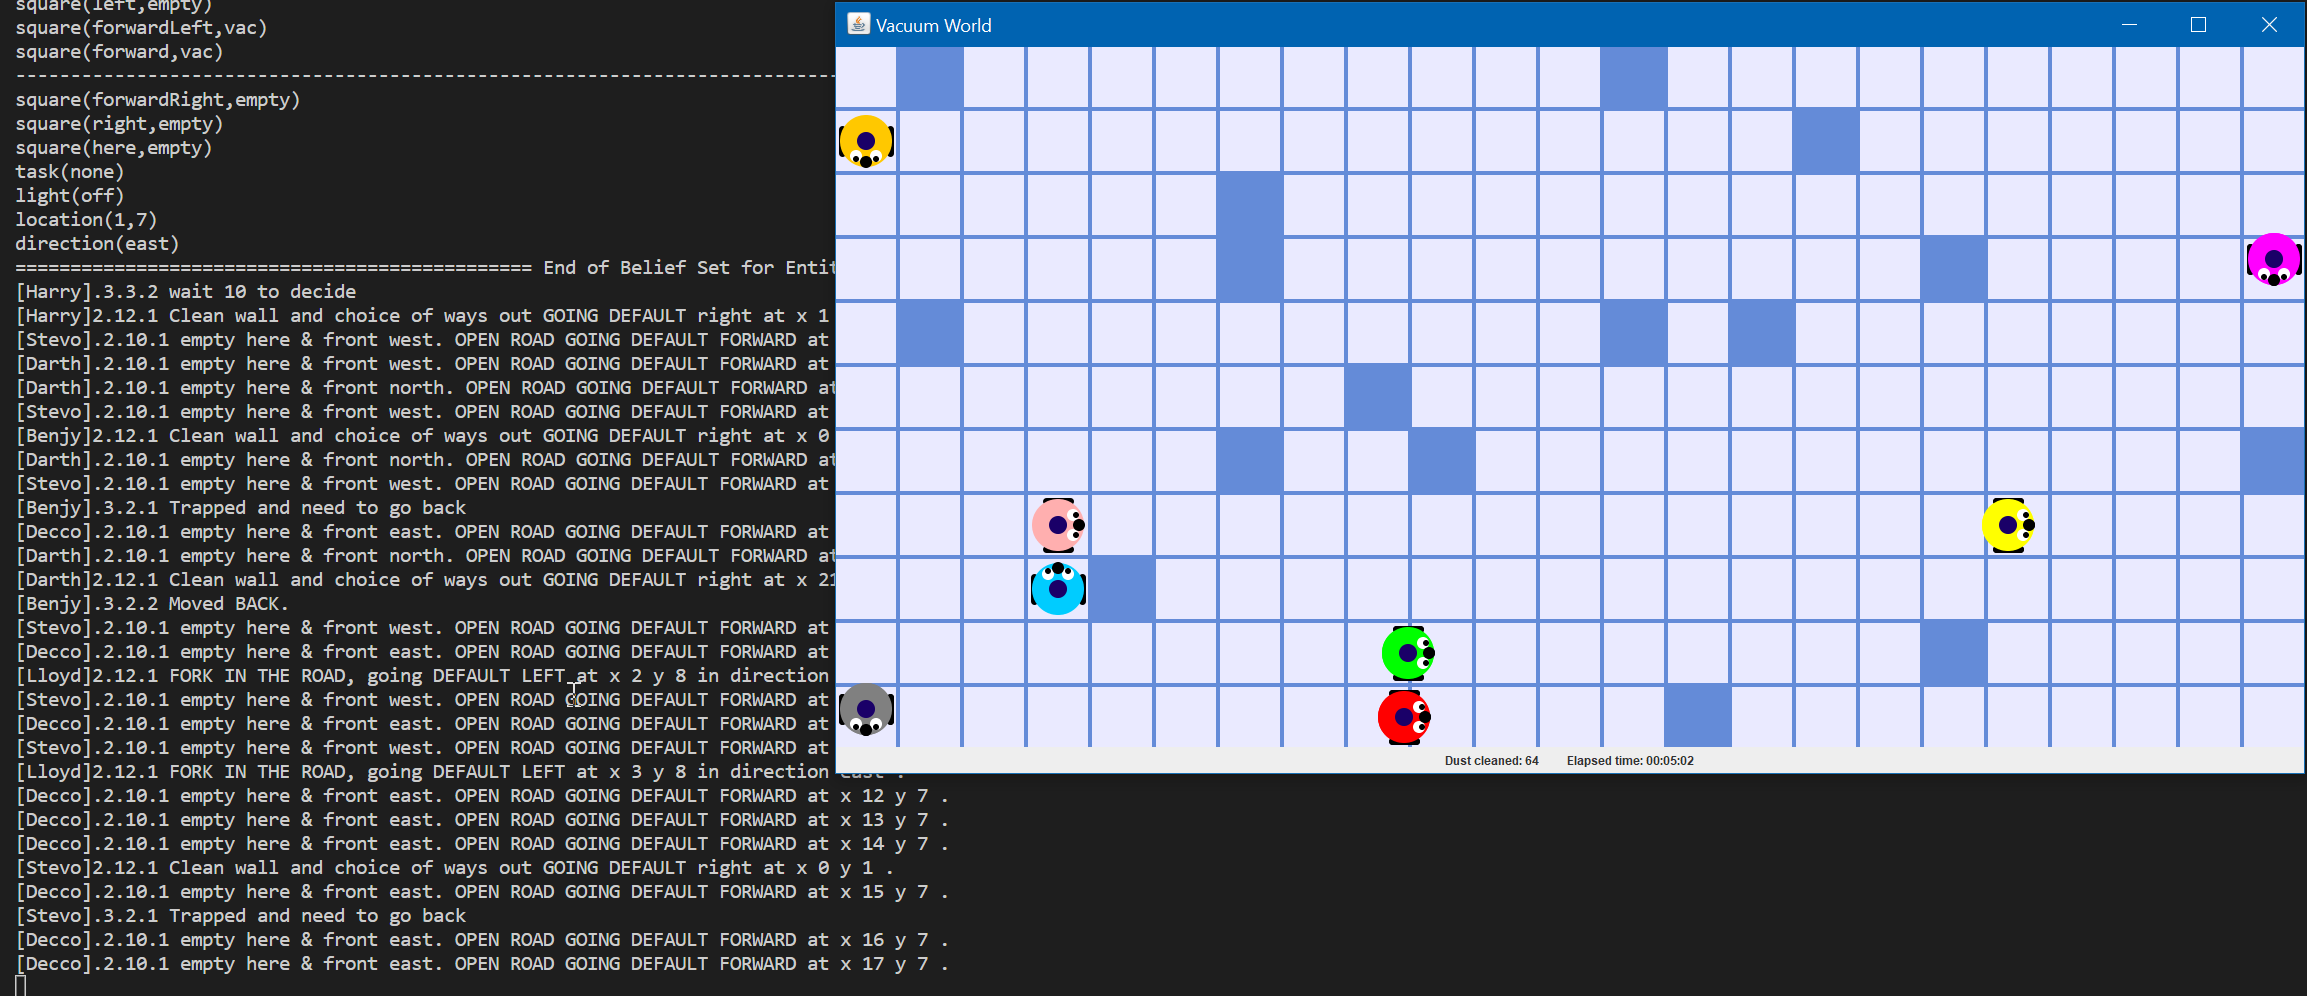 square(left,empty)
square(forwardLeft,vac)
square(forward,vac)
---------------------------------------------------------------------------
square(forwardRight,empty)
square(right,empty)
square(here,empty)
task(none)
light(off)
location(1,7)
direction(east)
=============================================== End of Belief Set for Entit
[Harry].3.3.2 wait 10 to decide
[Harry]2.12.1 Clean wall and choice of ways out GOING DEFAULT right at x 1
[Stevo].2.10.1 empty here & front west. OPEN ROAD GOING DEFAULT FORWARD at
[Darth].2.10.1 empty here & front west. OPEN ROAD GOING DEFAULT FORWARD at
[Darth].2.10.1 empty here & front north. OPEN ROAD GOING DEFAULT FORWARD at
[Stevo].2.10.1 empty here & front west. OPEN ROAD GOING DEFAULT FORWARD at
[Benjy]2.12.1 Clean wall and choice of ways out GOING DEFAULT right at x 0
[Darth].2.10.1 empty here & front north. OPEN ROAD GOING DEFAULT FORWARD at
[Stevo].2.10.1 empty here & front west. OPEN ROAD GOING DEFAULT FORWARD at
[Benjy].3.2.1 Trapped and need to go back
[Decco].2.10.1 empty here & front east. OPEN ROAD GOING DEFAULT FORWARD at
[Darth].2.10.1 empty here & front north. OPEN ROAD GOING DEFAULT FORWARD at
[Darth]2.12.1 Clean wall and choice of ways out GOING DEFAULT right at x 21
[Benjy].3.2.2 Moved BACK.
[Stevo].2.10.1 empty here & front west. OPEN ROAD GOING DEFAULT FORWARD at
[Decco].2.10.1 empty here & front east. OPEN ROAD GOING DEFAULT FORWARD at
[Lloyd]2.12.1 FORK IN THE ROAD, going DEFAULT LEFT at x 2 y 8 in direction
[Stevo].2.10.1 empty here & front west. OPEN ROAD GOING DEFAULT FORWARD at
[Decco].2.10.1 empty here & front east. OPEN ROAD GOING DEFAULT FORWARD at
[Stevo].2.10.1 empty here & front west. OPEN ROAD GOING DEFAULT FORWARD at
[Lloyd]2.12.1 FORK IN THE ROAD, going DEFAULT LEFT at x 3 y 8 in direction east .
[Decco].2.10.1 empty here & front east. OPEN ROAD GOING DEFAULT FORWARD at x 12 y 7 .
[Decco].2.10.1 empty here & front east. OPEN ROAD GOING DEFAULT FORWARD at x 13 y 7 .
[Decco].2.10.1 empty here & front east. OPEN ROAD GOING DEFAULT FORWARD at x 14 y 7 .
[Stevo]2.12.1 Clean wall and choice of ways out GOING DEFAULT right at x 0 y 1 .
[Decco].2.10.1 empty here & front east. OPEN ROAD GOING DEFAULT FORWARD at x 15 y 7 .
[Stevo].3.2.1 Trapped and need to go back
[Decco].2.10.1 empty here & front east. OPEN ROAD GOING DEFAULT FORWARD at x 16 y 7 .
[Decco].2.10.1 empty here & front east. OPEN ROAD GOING DEFAULT FORWARD at x 17 y 7 .
Vacuum World
Dust cleaned: 64 Elapsed time: 00:05:02